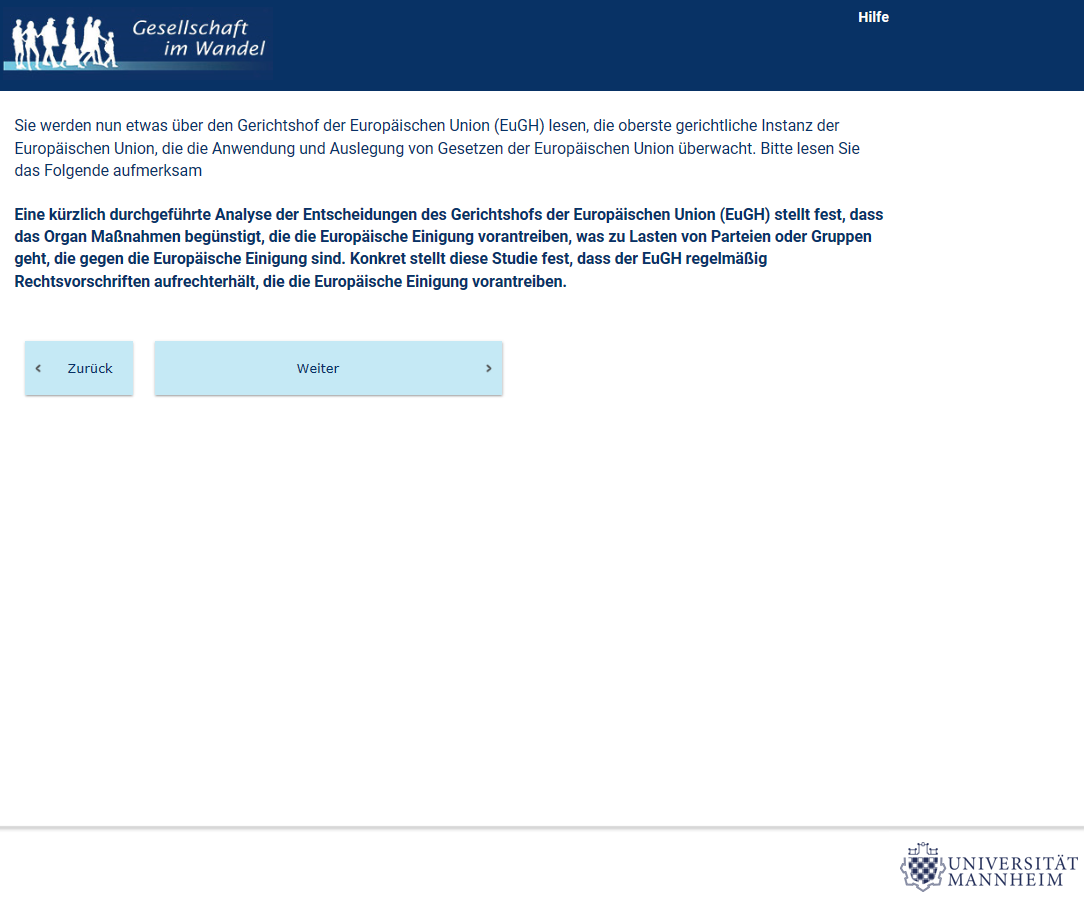 Gesellschaft
im Wandel
Hilfe
Sie werden nun etwas über den Gerichtshof der Europäischen Union (EuGH) lesen, die oberste gerichtliche Instanz der
Europäischen Union, die die Anwendung und Auslegung von Gesetzen der Europäischen Union überwacht. Bitte lesen Sie
das Folgende aufmerksam
Eine kürzlich durchgeführte Analyse der Entscheidungen des Gerichtshofs der Europäischen Union (EuGH) stellt fest, dass
das Organ Maßnahmen begünstigt, die die Europäische Einigung vorantreiben, was zu Lasten von Parteien oder Gruppen
geht, die gegen die Europäische Einigung sind. Konkret stellt diese Studie fest, dass der EuGH regelmäßig
Rechtsvorschriften aufrechterhält, die die Europäische Einigung vorantreiben.
Zurück
Weiter
UNIVERSITÄT
MANNHEIM